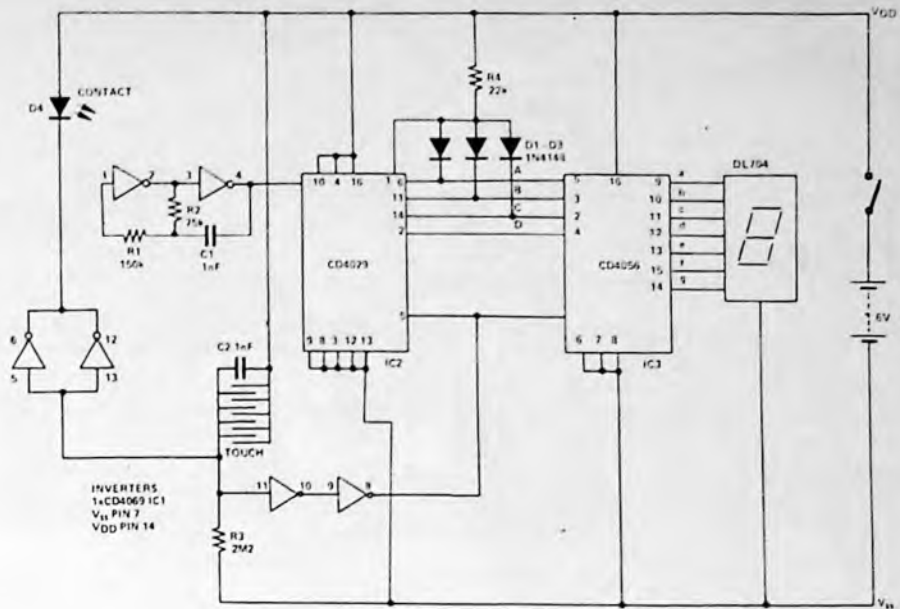 VDD
D4
CONTACT
R4
22k
D1-D3
1N4148
DL704
1
2
3
4
R2
R1
150k
C1
1nF
10
4
16
1
6
11
14
2
A
B
C
D
5
3
2
4
16
9
10
11
12
13
15
14
a
b
c
d
e
f
g
CD4029
CD4056
6V
6
5
12
13
5
9
8
3
12
13
IC2
6
7
8
IC3
C2 1nF
TOUCH
INVERTERS
1xCD4069 IC1
Vss PIN 7
VDD PIN 14
11
10
9
8
R3
2M2
Vss